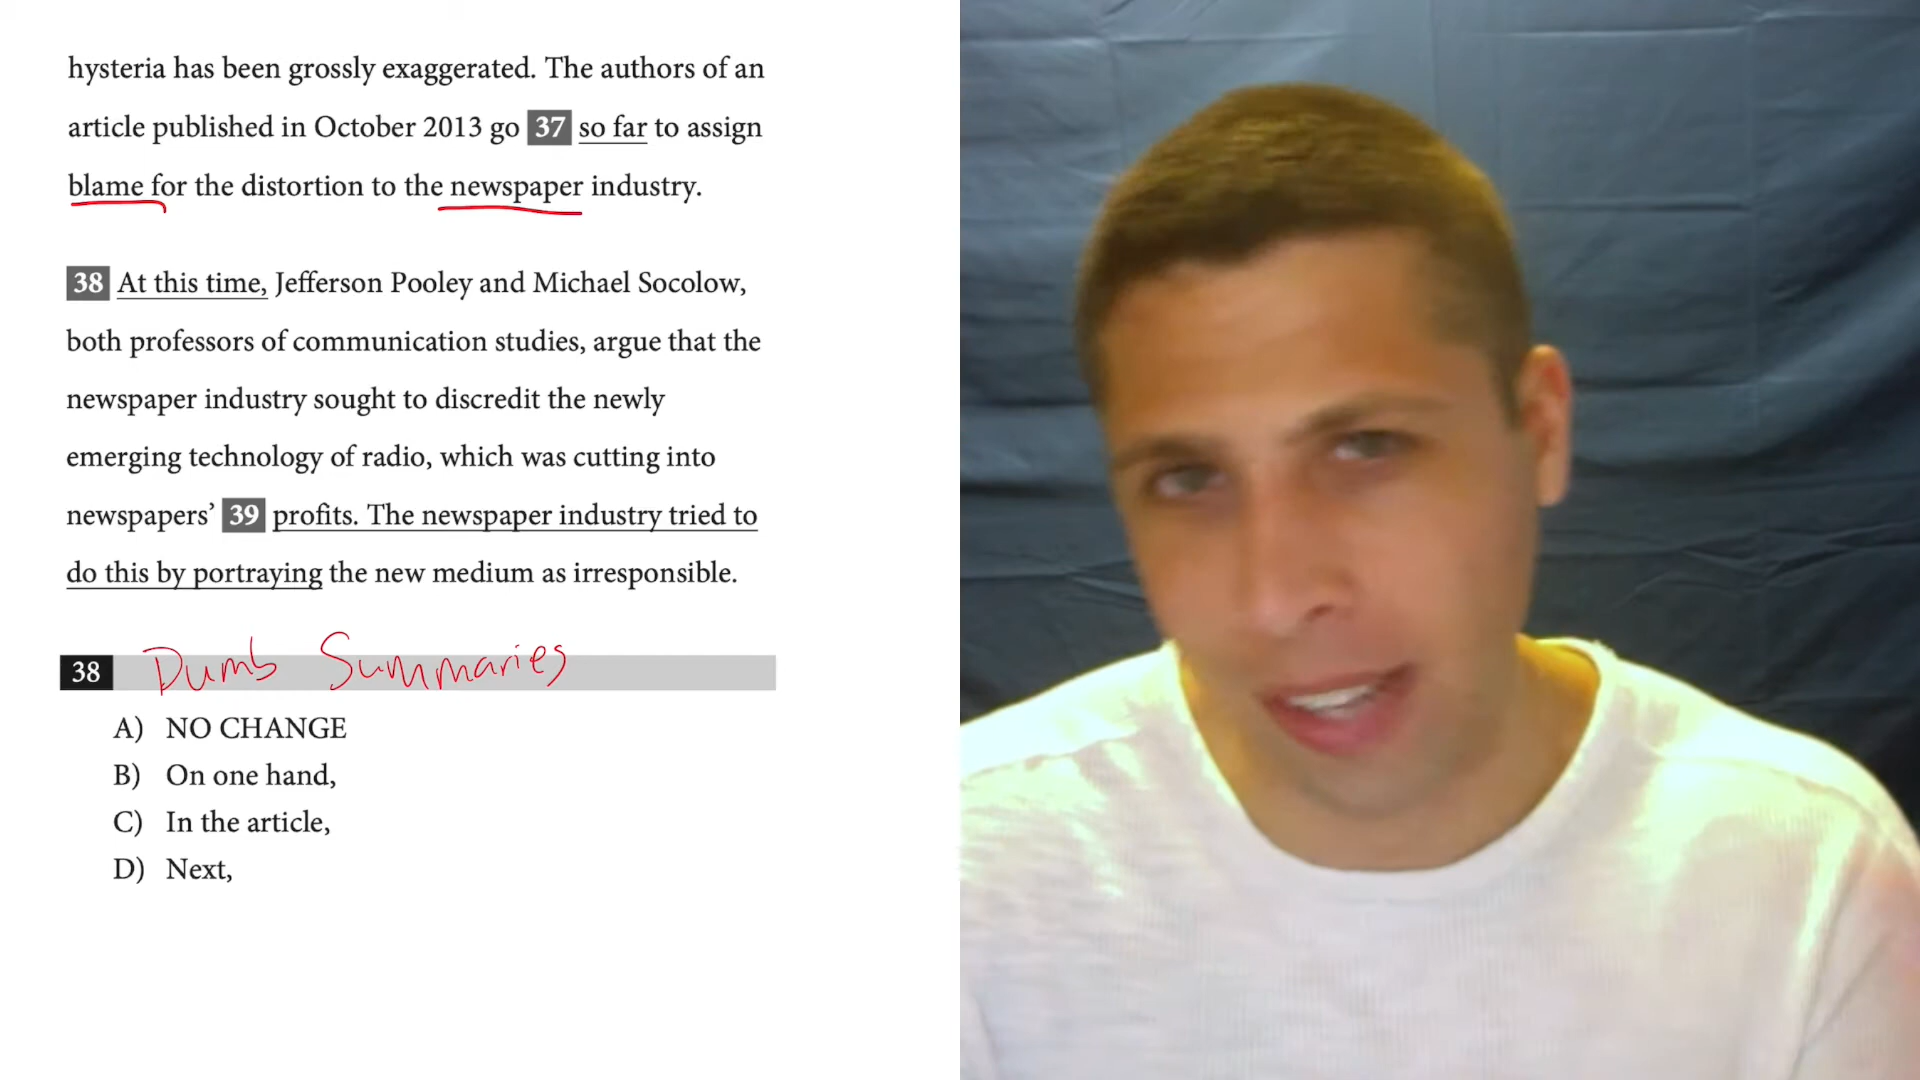 hysteria has been grossly exaggerated. The authors of an
article published in October 2013 go 37 so far to assign
blame for the distortion to the newspaper industry.
38 At this time, Jefferson Pooley and Michael Socolow,
both professors of communication studies, argue that the
newspaper industry sought to discredit the newly
emerging technology of radio, which was cutting into
newspapers’ 39 profits. The newspaper industry tried to
do this by portraying the new medium as irresponsible.
38 Dumb Summaries
A) NO CHANGE
B) On one hand,
C) In the article,
D) Next,